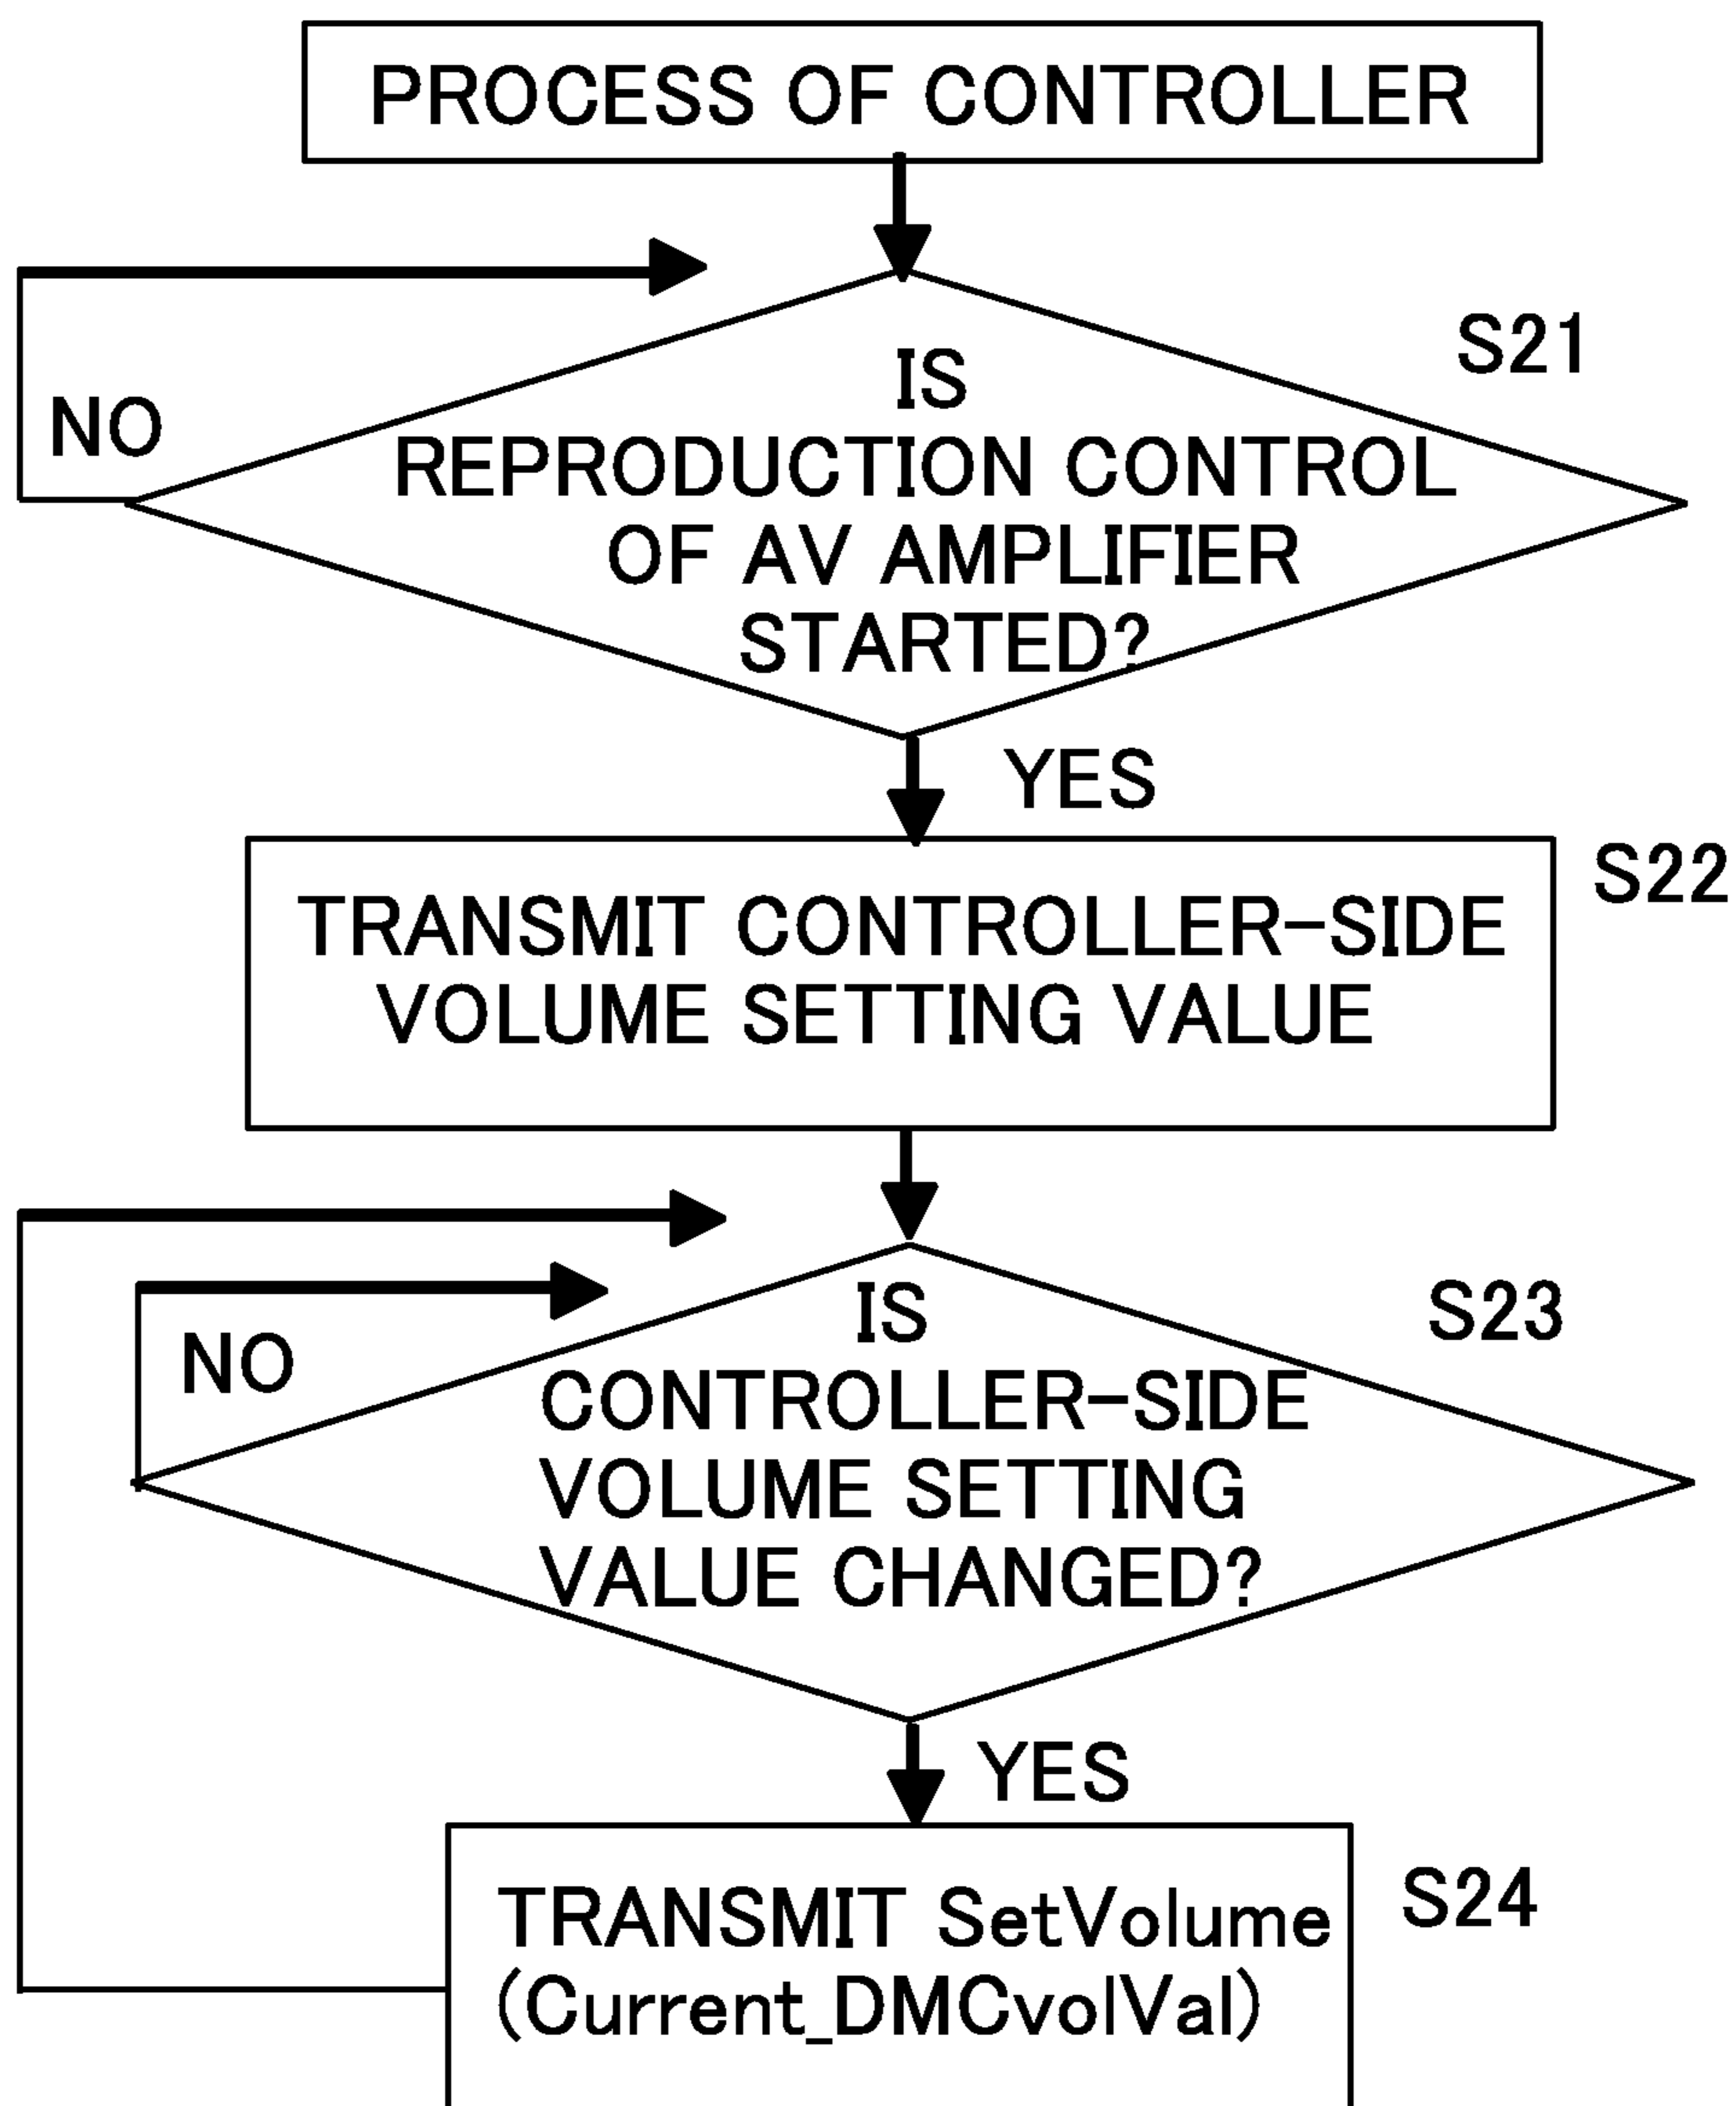 PROCESS OF CONTROLLER
S21
NO
IS
REPRODUCTION CONTROL
OF AV AMPLIFIER
STARTED?
YES
S22
TRANSMIT CONTROLLER-SIDE
VOLUME SETTING VALUE
S23
NO
IS
CONTROLLER-SIDE
VOLUME SETTING
VALUE CHANGED?
YES
S24
TRANSMIT SetVolume
(Current_DMCvolVal)